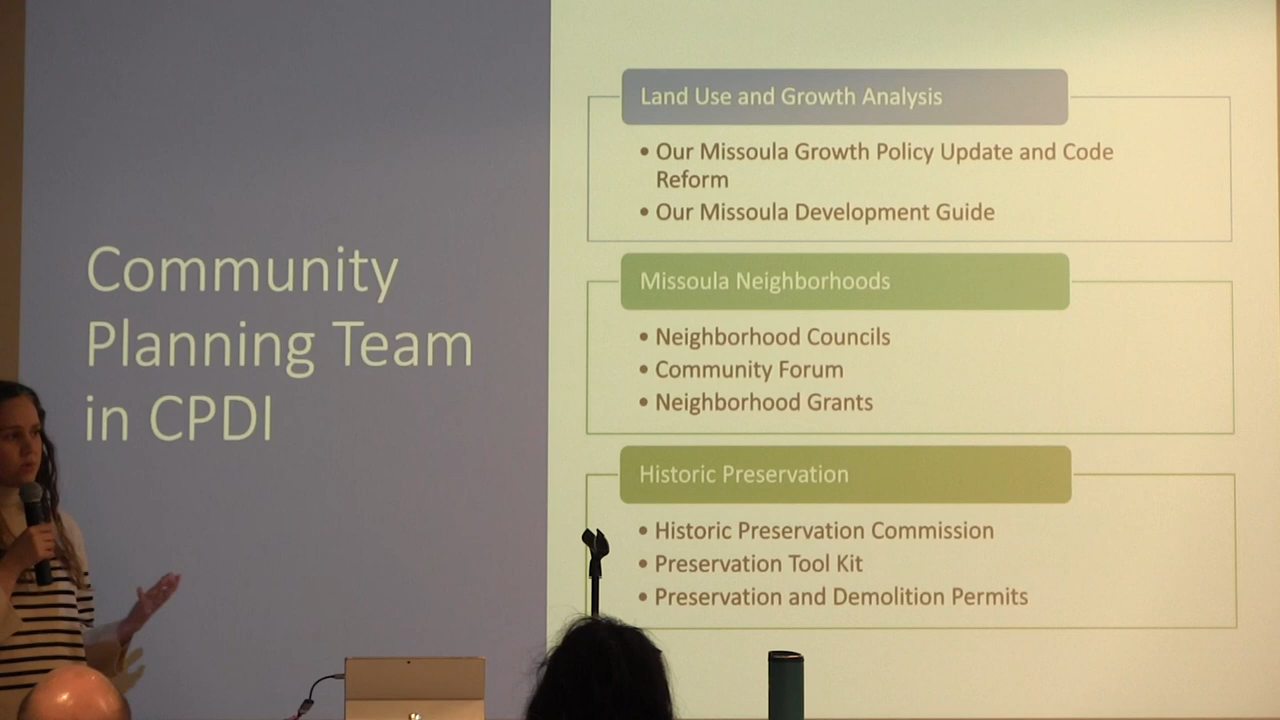 Community
Planning Team
in CPDI
Land Use and Growth Analysis
• Our Missoula Growth Policy Update and Code
Reform
• Our Missoula Development Guide
Missoula Neighborhoods
• Neighborhood Councils
• Community Forum
• Neighborhood Grants
Historic Preservation
• Historic Preservation Commission
• Preservation Tool Kit
• Preservation and Demolition Permits